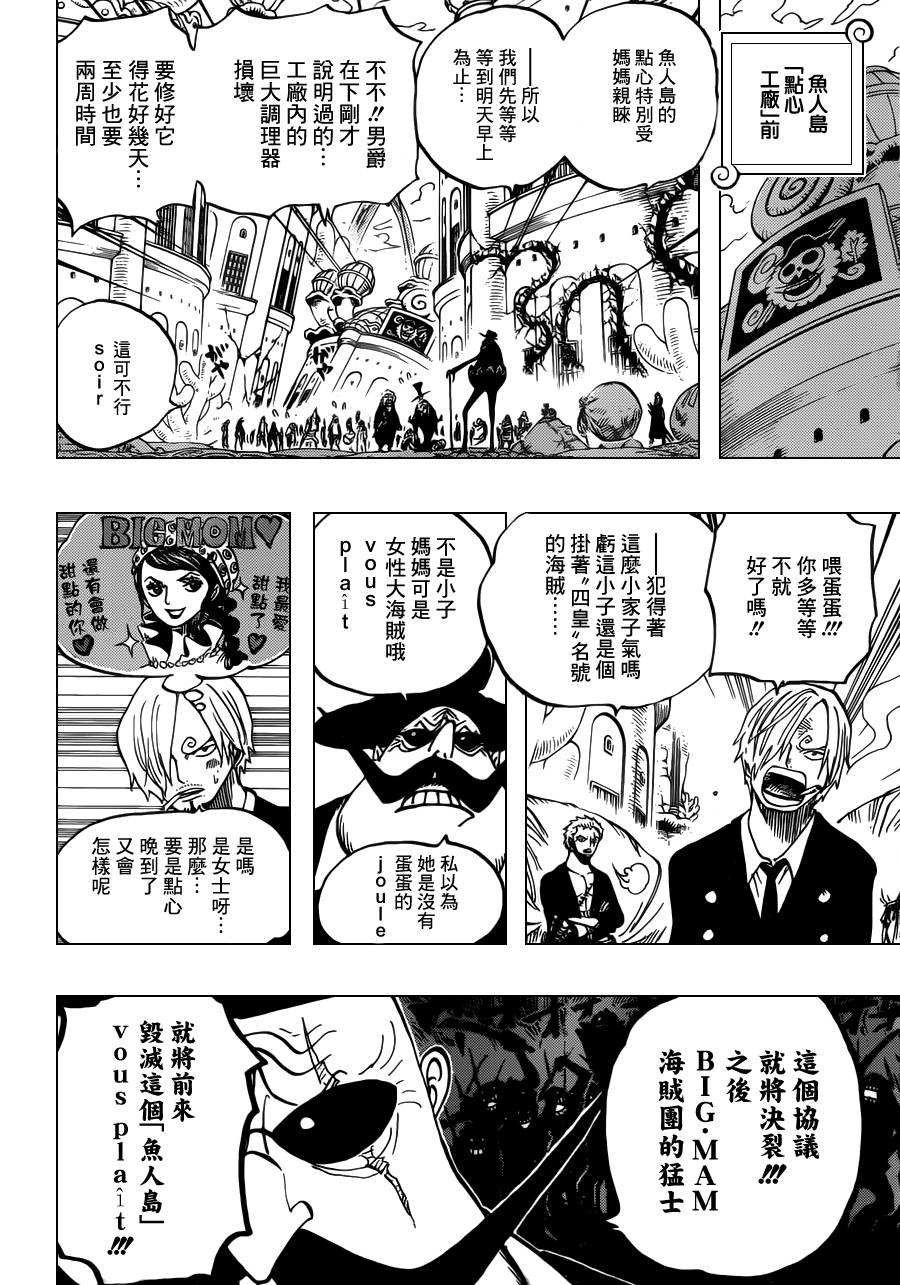 魚人島
「點心
工廠」前
魚人島的
點心特別受
媽媽親睞
——所以
我們先等等
等到明天早上
為止…
不不!!男爵
在下剛才
說明過的…
工廠內的
巨大調理器
損壞
要修好它
得花好幾天…
至少也要
兩周時間
這可不行
soir
喂蛋蛋!!!
你多等等
不就
好了嗎!!
——犯得著
這麼小家子氣嗎
虧這小子還是個
掛著〝四皇〞名號
的海賊……
不是小子
媽媽可是
女性大海賊哦
vous
plaît
私以為
她是沒有
蛋蛋的
joule
BIG·MOM♡
我最愛
甜點了♥
還有會做
甜點的你♥
是嗎
是女士呀…
那麼…
要是點心
晚到了
又會
怎樣呢
這個協議
就將決裂!!!
之後
BIG·MAM
海賊團的猛士
就將前來
毀滅這個「魚人島」
vous plaît!!!